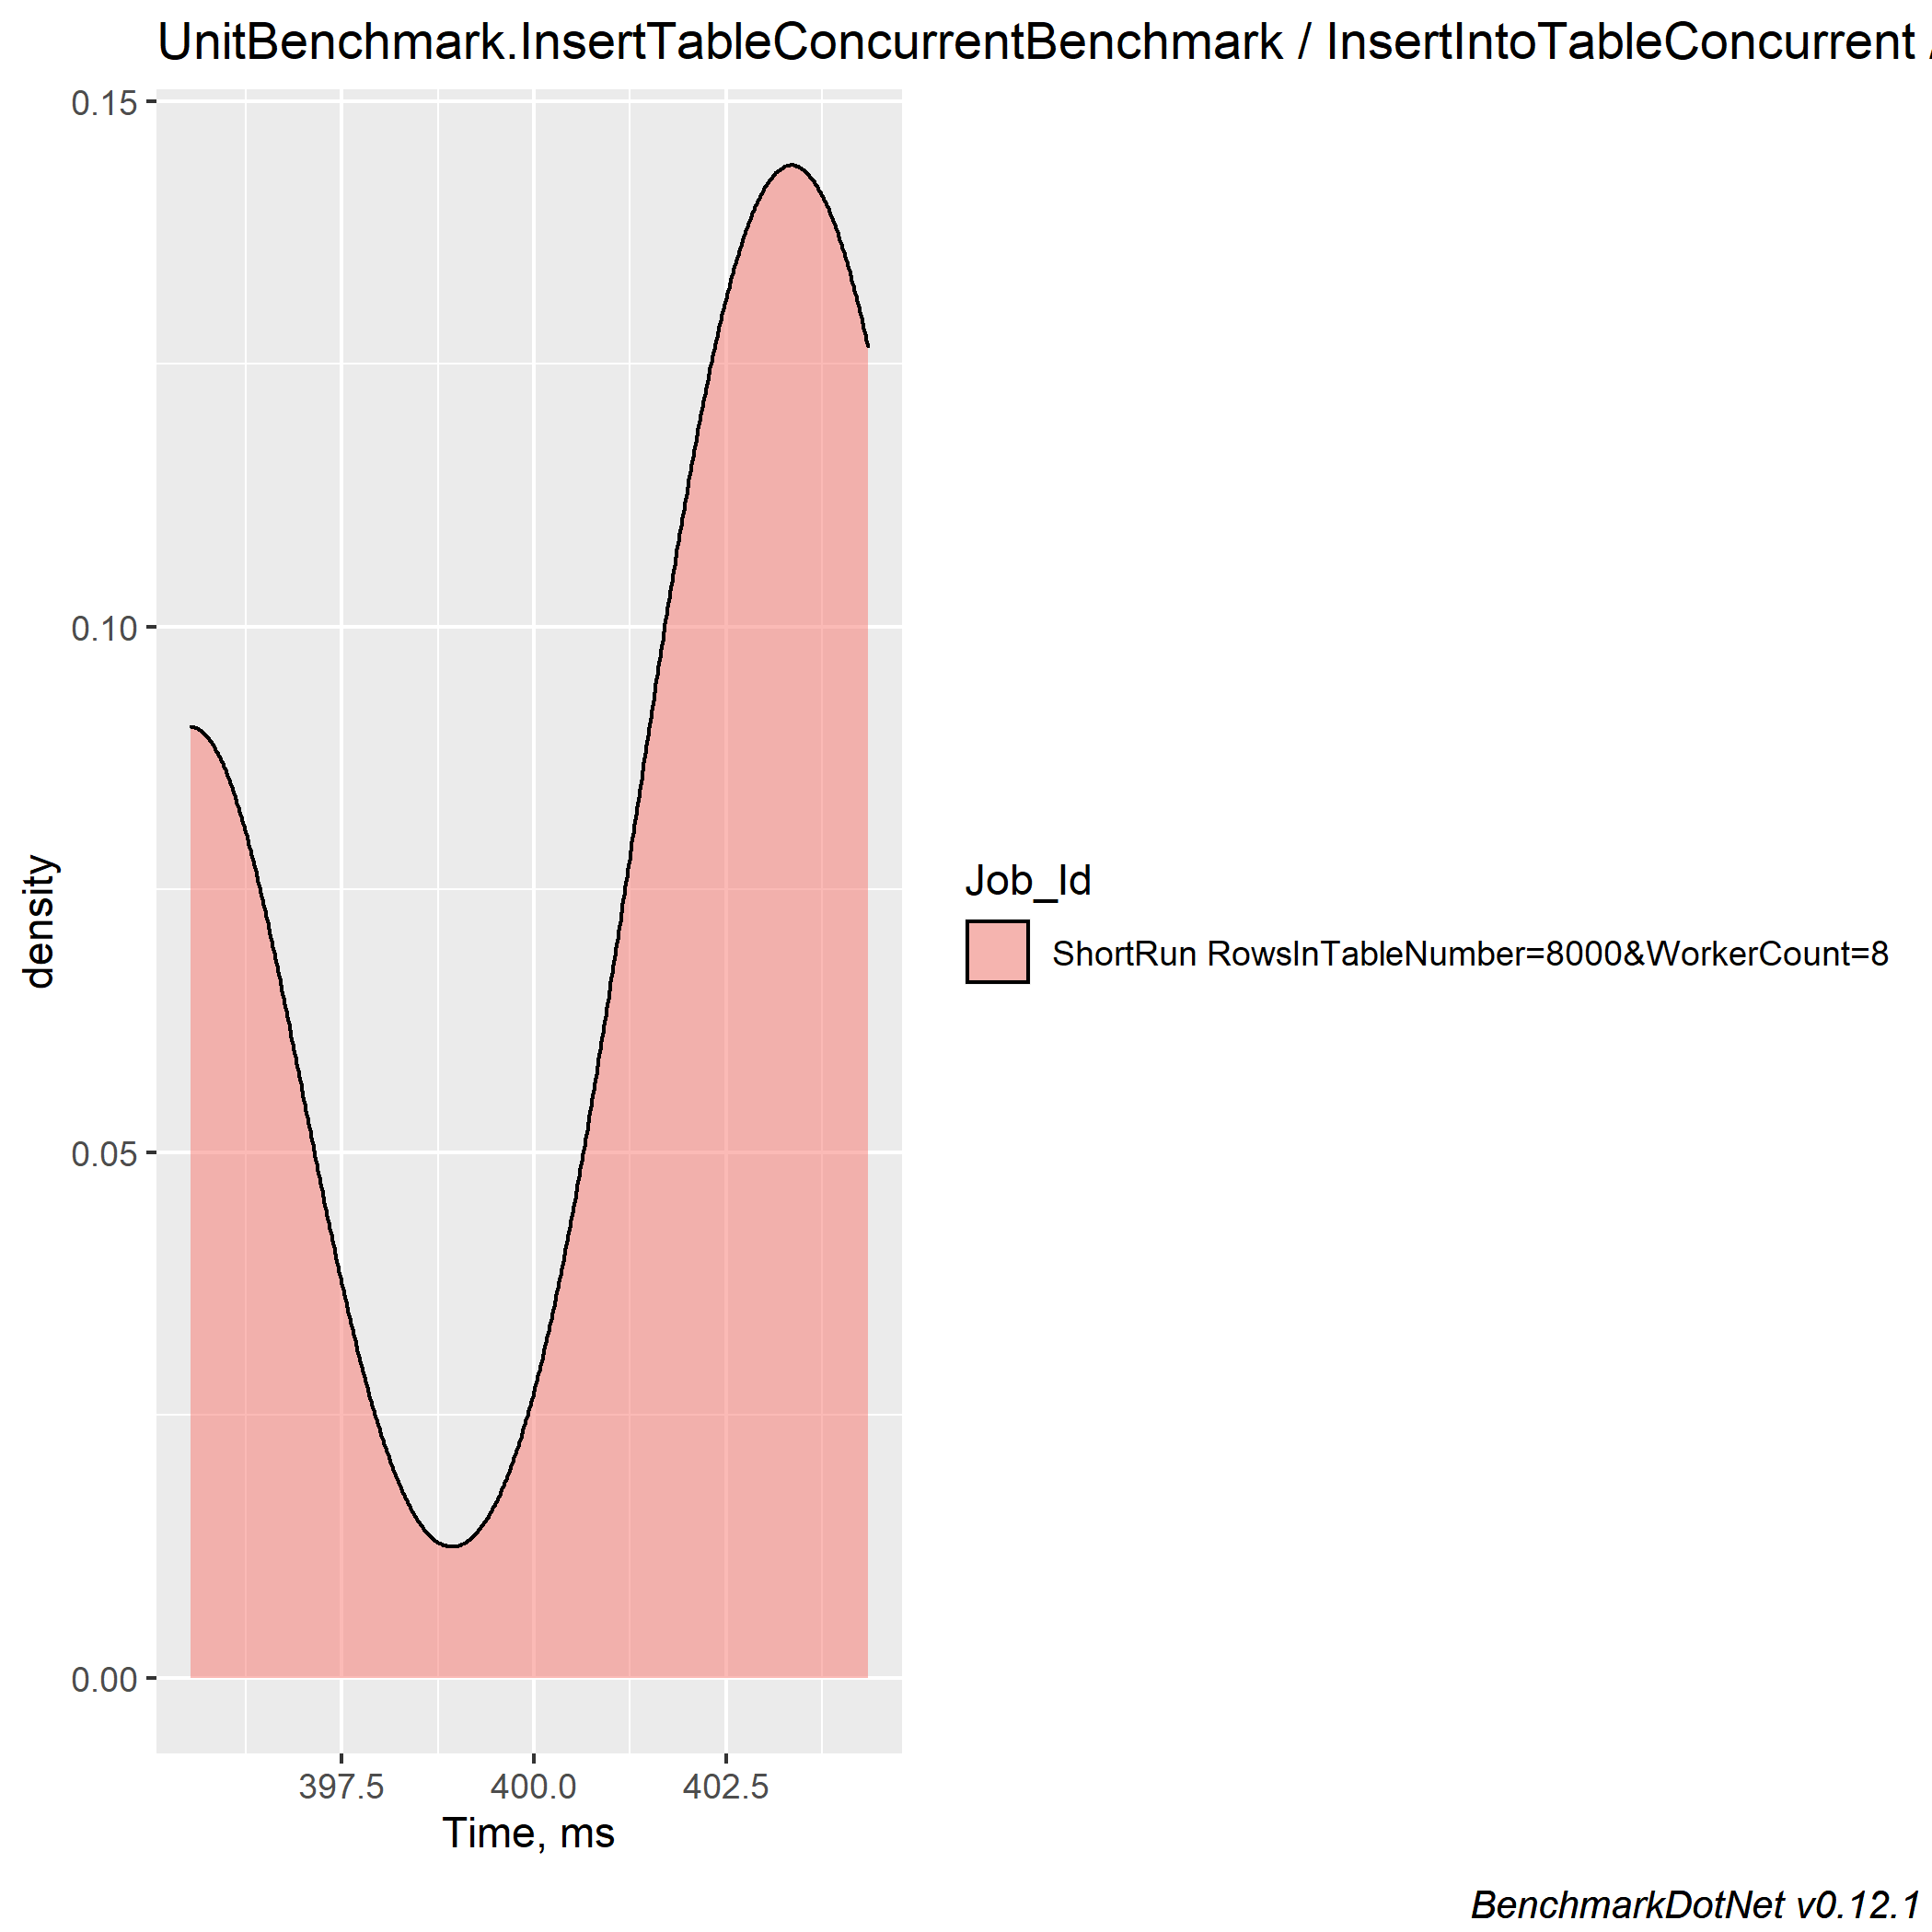 UnitBenchmark.InsertTableConcurrentBenchmark / InsertIntoTableConcurrent /
0.15
0.10
0.05
0.00
density
397.5 400.0 402.5
Time, ms
Job_Id
ShortRun RowsInTableNumber=8000&WorkerCount=8
BenchmarkDotNet v0.12.1